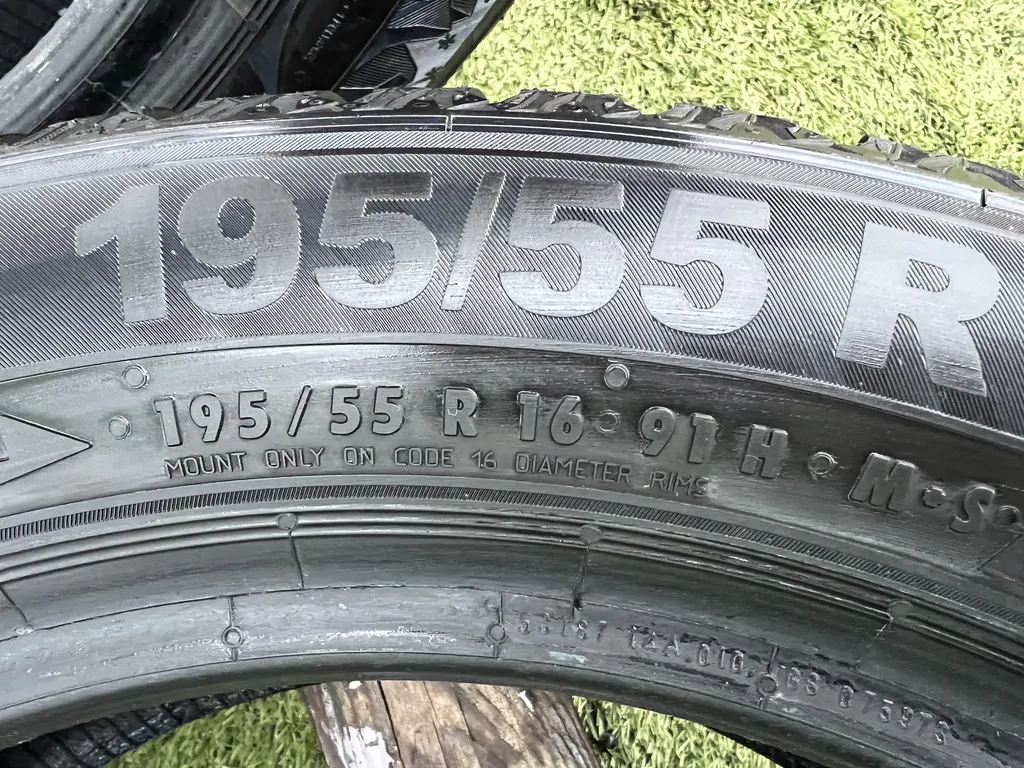 195/55 R
195/55 R 16 91 H M+S
MOUNT ONLY ON CODE 16 DIAMETER RIMS